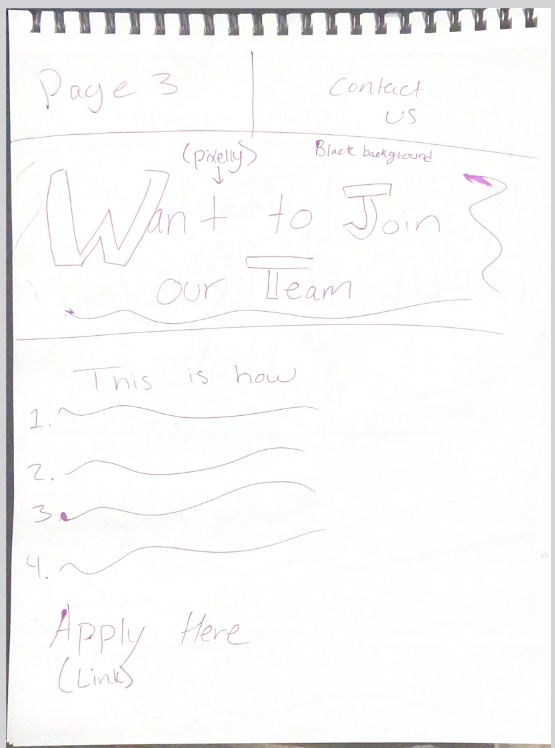 Page 3
Contact
us
(pixelly)
Black background
Want to Join
our Team
This is how
1.
2.
3.
4.
Apply Here
(Link)